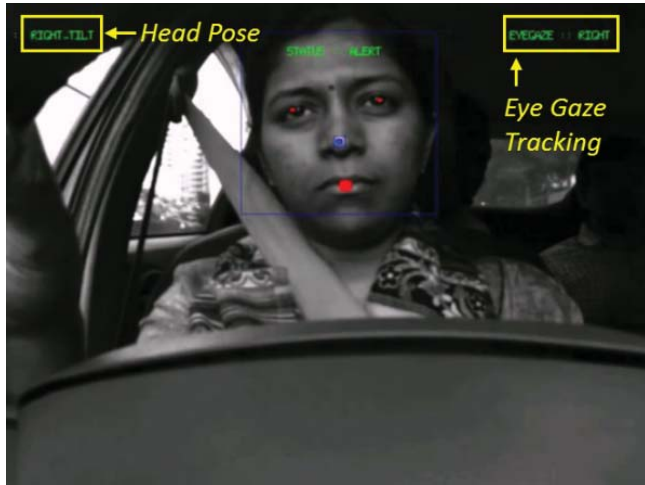 RIGHT_TILT
Head Pose
STATUS : ALERT
EYEGAZE :: RIGHT
Eye Gaze
Tracking